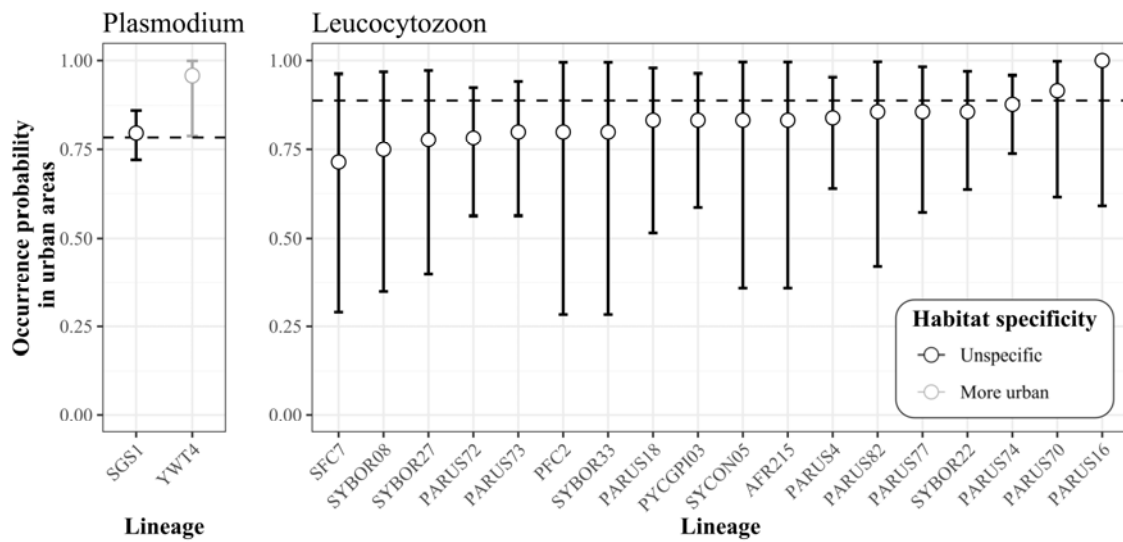 Plasmodium
Leucocytozoon
Occurrence probability
in urban areas
1.00
0.75
0.50
0.25
0.00
1.00
0.75
0.50
0.25
0.00
Habitat specificity
Unspecific
More urban
SGS1
YWT4
SFC7
SYBOR08
SYBOR27
PARUS72
PARUS73
PFC2
SYBOR33
PARUS18
PYCGPI03
SYCON05
AFR215
PARUS4
PARUS82
PARUS77
SYBOR22
PARUS74
PARUS70
PARUS16
Lineage
Lineage